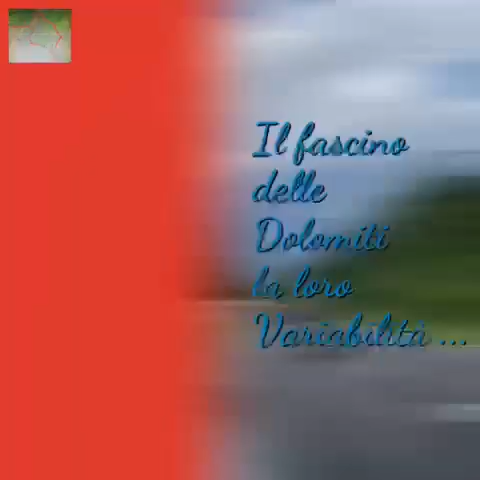 Il fascino
delle
Dolomiti
la loro
Variabilità ...